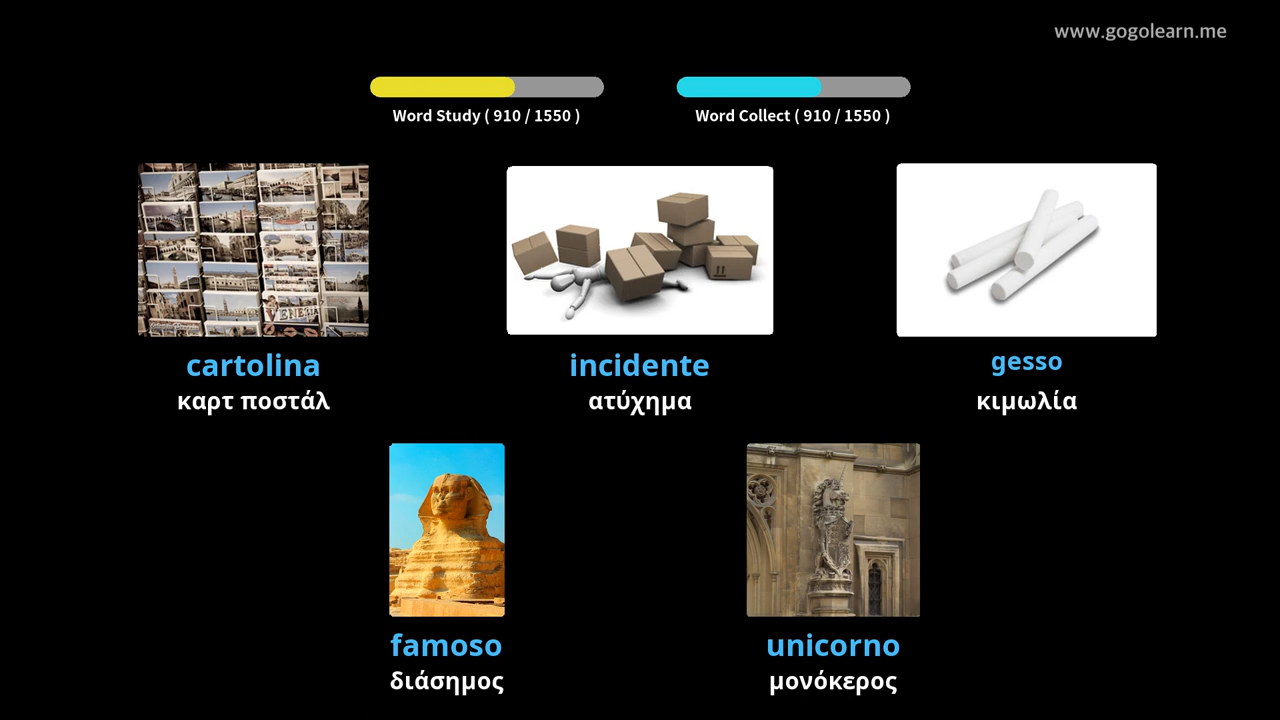 www.gogolearn.me
Word Study ( 910 / 1550 )
Word Collect ( 910 / 1550 )
cartolina
καρτ ποστάλ
incidente
ατύχημα
gesso
κιμωλία
famoso
διάσημος
unicorno
μονόκερος